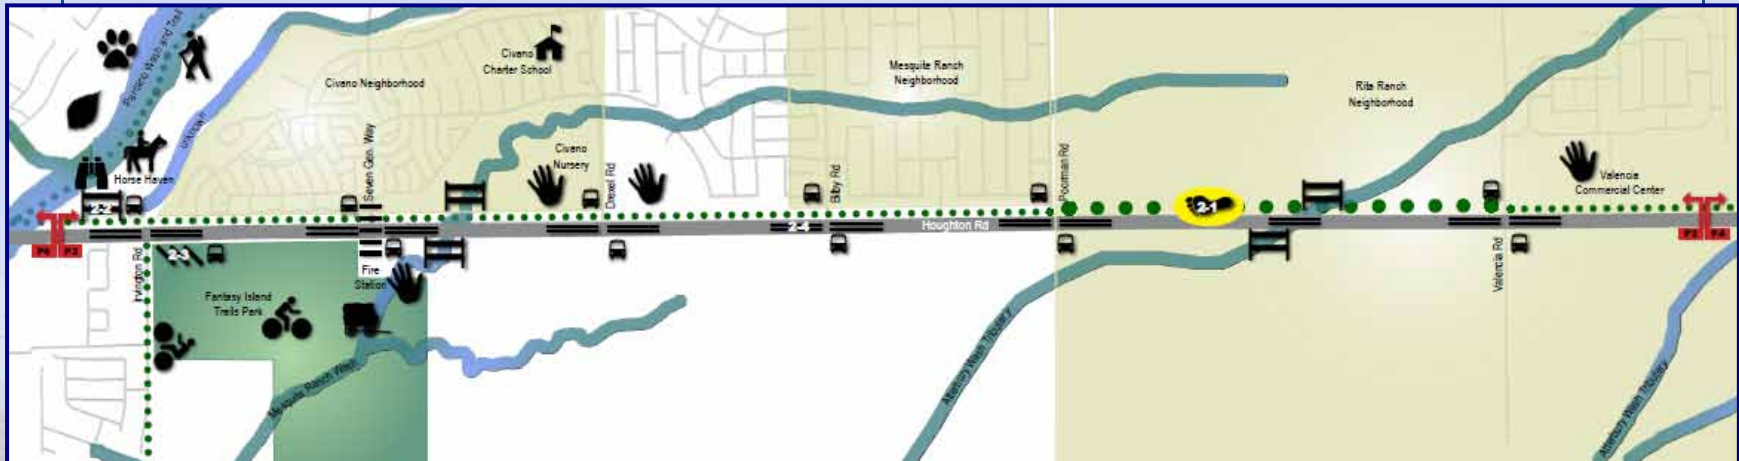 Pantano Wash and Trail
Unknown
Horse Haven
2-2
Civano Neighborhood
Civano
Charter School
Seven Gen. Way
Civano
Nursery
Drexel Rd
Mesquite Ranch
Neighborhood
Bilby Rd
Poorman Rd
Rita Ranch
Neighborhood
2-1
Valencia
Commercial Center
2-4
Houghton Rd
Irvington Rd
2-3
Fire
Station
Fantasy Island
Trails Park
Mesquite Ranch Wash
Atterbury Wash Tributary
Valencia Rd
Atterbury Wash Tributary